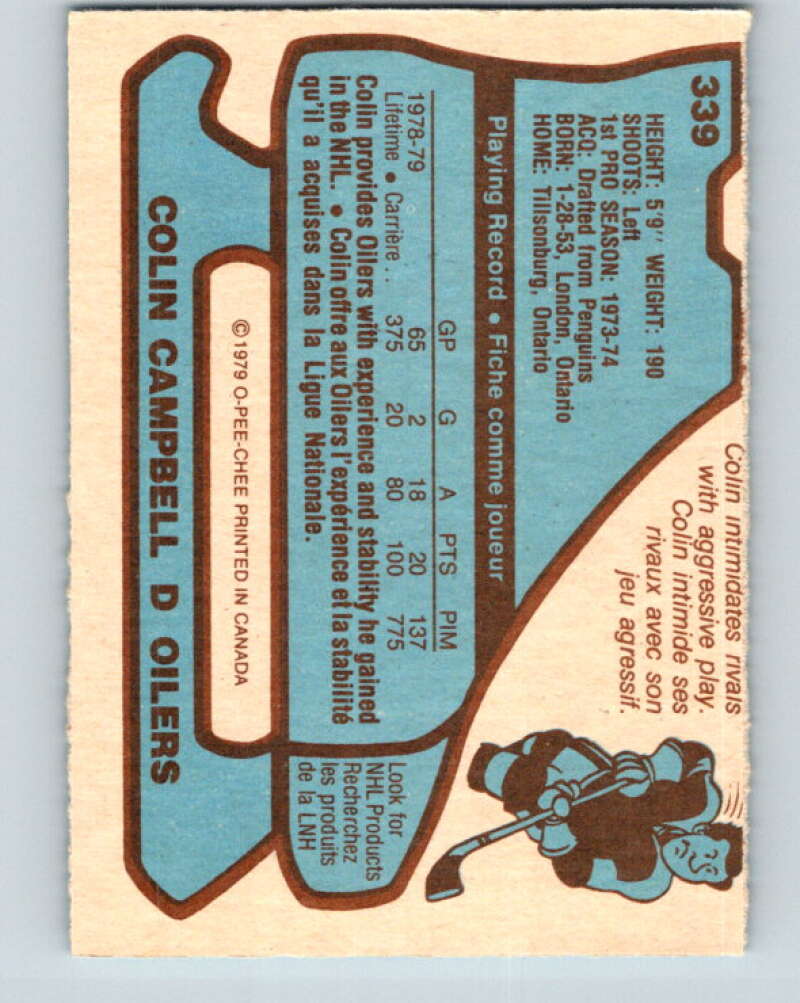 339
HEIGHT: 5'9" WEIGHT: 190
SHOOTS: Left
1st PRO SEASON: 1973-74
ACQ: Drafted from Penguins
BORN: 1-28-53, London, Ontario
HOME: Tillsonburg, Ontario
Colin intimidates rivals
with aggressive play.
Colin intimide ses
rivaux avec son
jeu agressif.
Playing Record • Fiche comme joueur
GP G A PTS PIM
1978-79 65 2 18 20 137
Lifetime • Carrière . . 375 20 80 100 775
Colin provides Oilers with experience and stability he gained
in the NHL. • Colin offre aux Oilers l'expérience et la stabilité
qu'il a acquises dans la Ligue Nationale.
Look for
NHL Products
Recherchez
les produits
de la LNH
©1979 O-PEE-CHEE PRINTED IN CANADA
COLIN CAMPBELL D OILERS